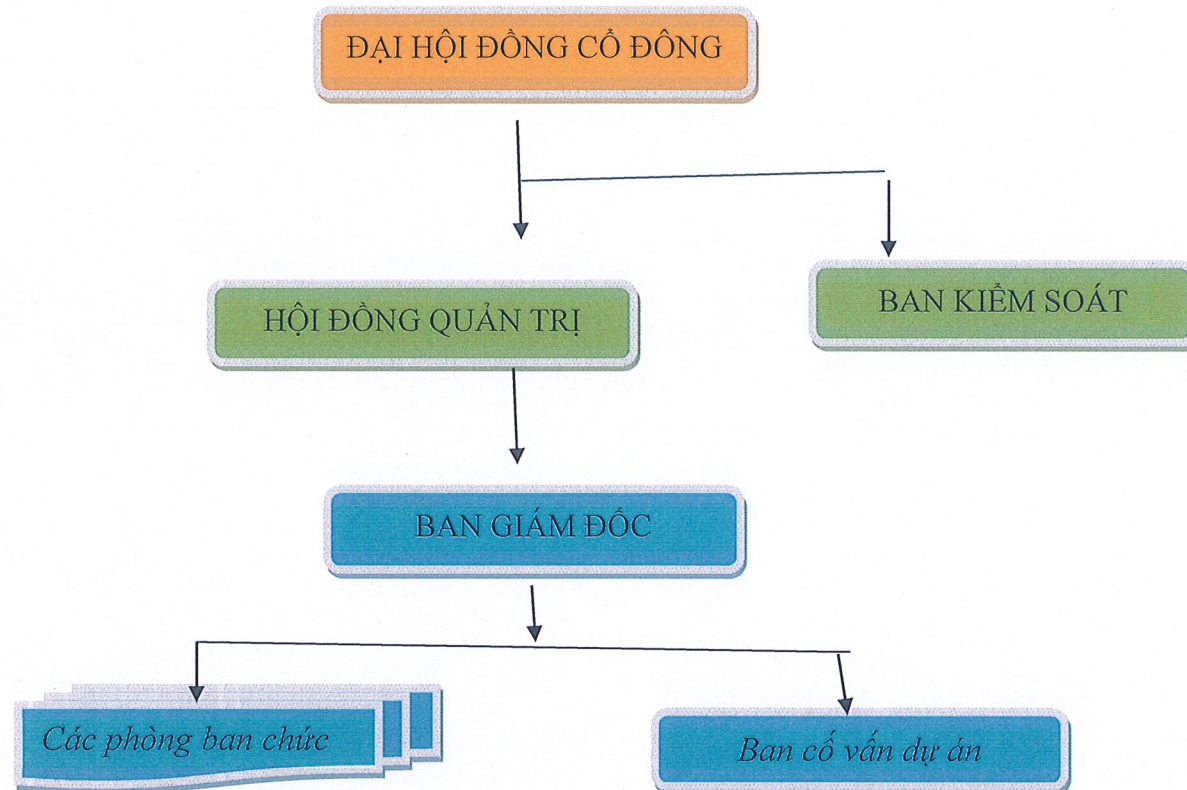 ĐẠI HỘI ĐỒNG CỔ ĐÔNG
BAN KIỂM SOÁT
HỘI ĐỒNG QUẢN TRỊ
BAN GIÁM ĐỐC
Các phòng ban chức
Ban cố vấn dự án